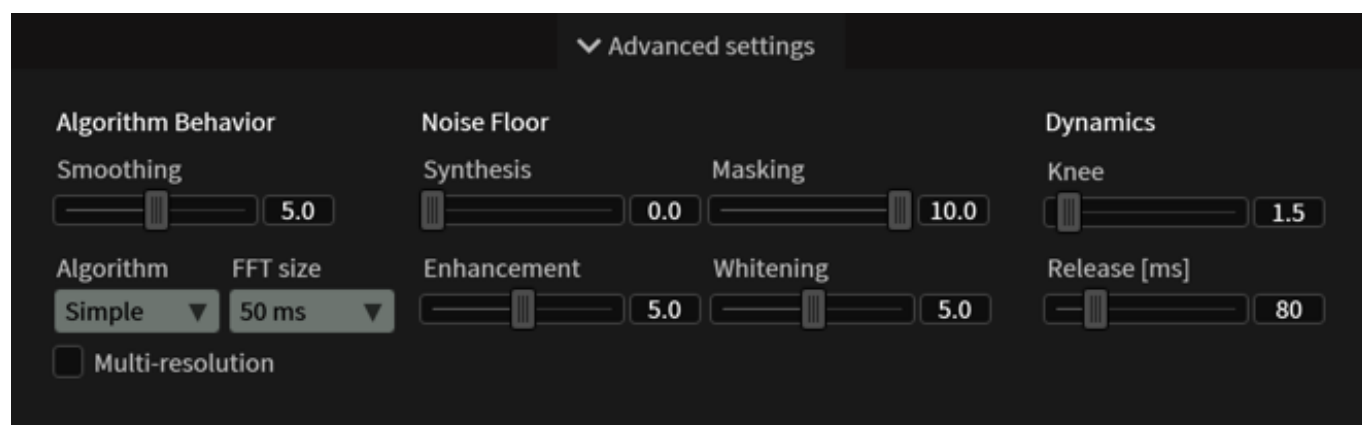 Advanced settings
Algorithm Behavior Noise Floor Dynamics
Smoothing Synthesis Masking Knee
5.0 0.0 10.0 1.5
Algorithm FFT size Enhancement Whitening Release [ms]
Simple 50 ms 5.0 5.0 80
Multi-resolution